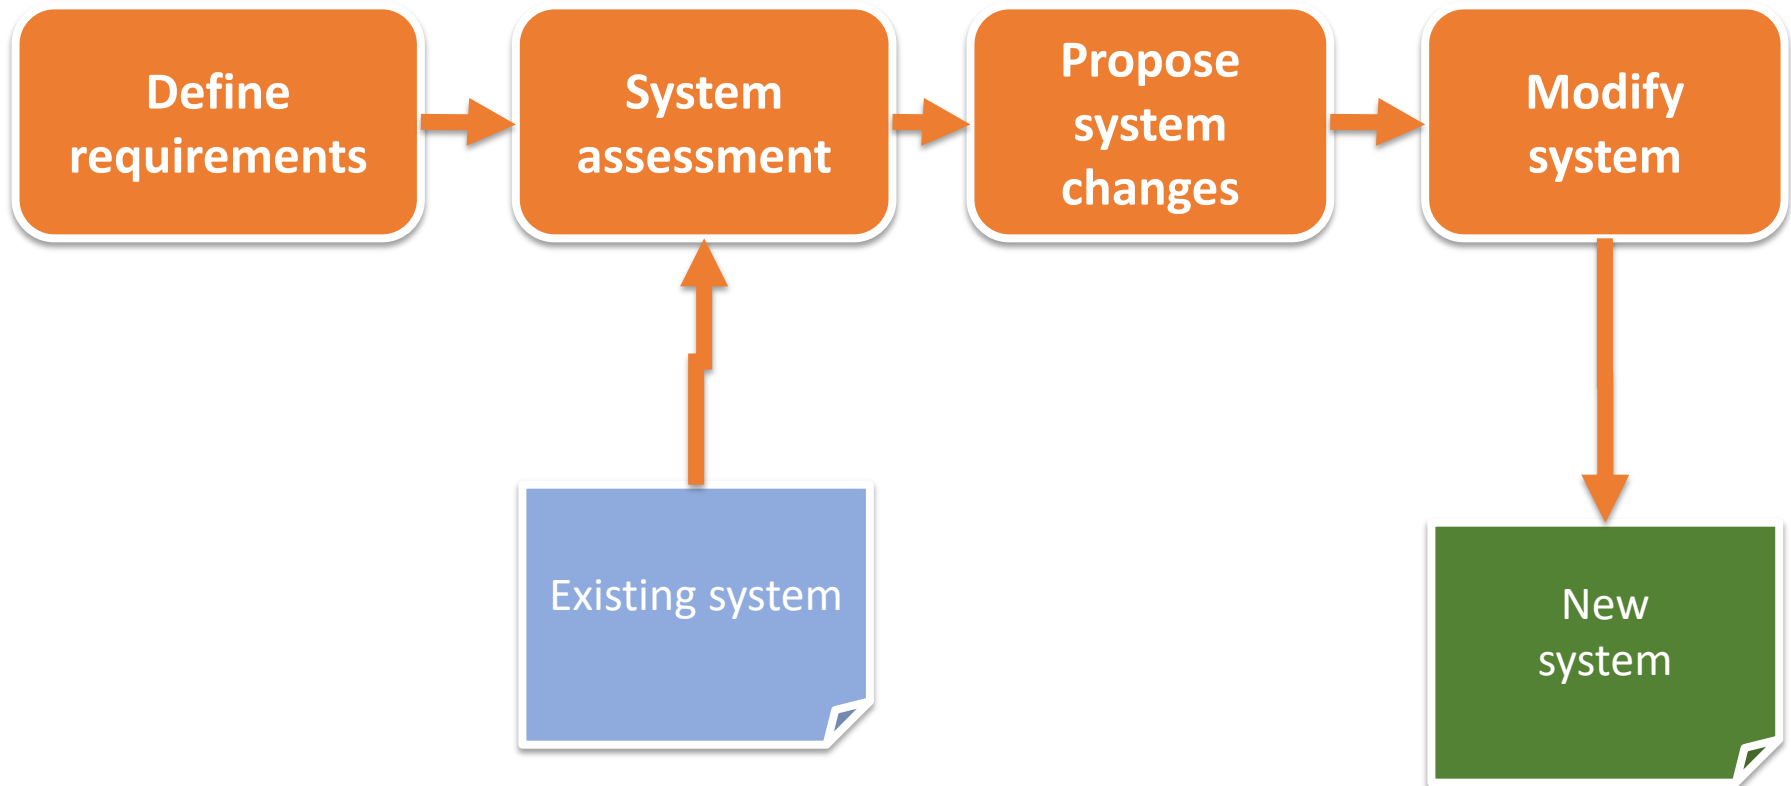 Define
requirements
System
assessment
Propose
system
changes
Modify
system
Existing system
New
system